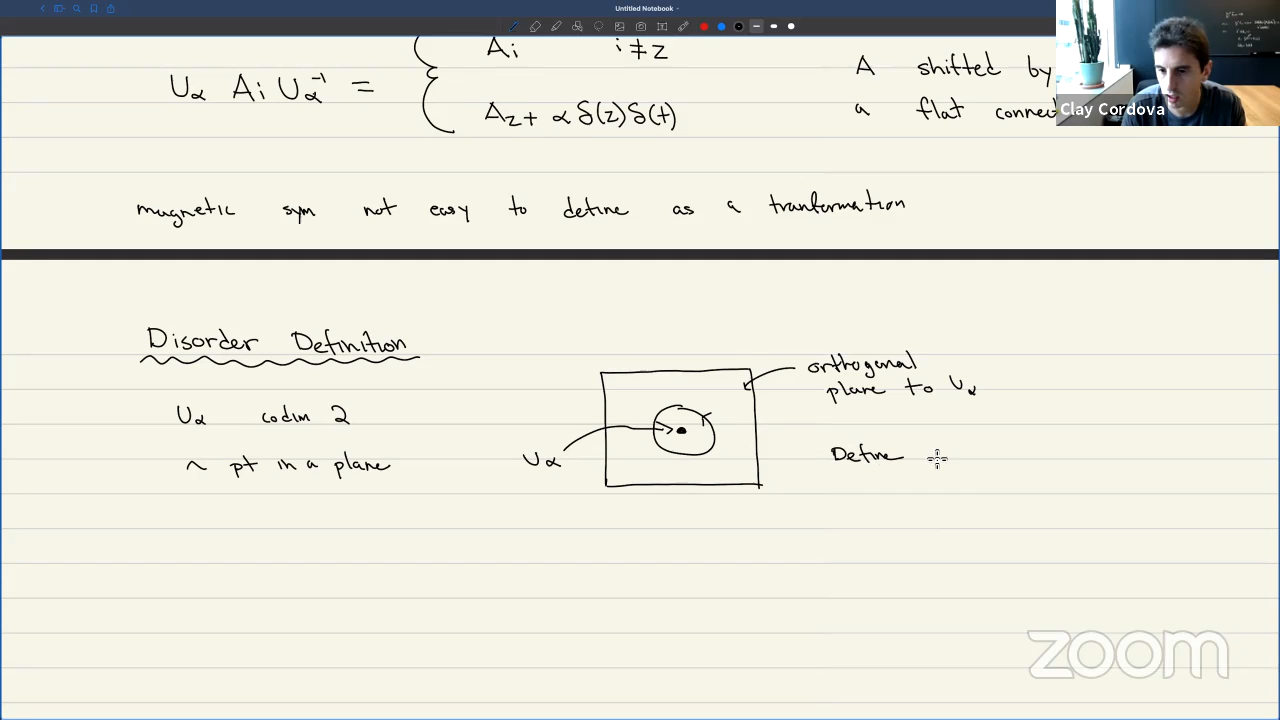 Untitled Notebook
Uα Ai Uα⁻¹ = { Ai i ≠ z
Az + α δ(z) δ(t)
A shifted by
a flat connec
Clay Cordova
magnetic sym not easy to define as a tranformation
Disorder Definition
Uα codim 2
~ pt in a plane
Uα
orthogonal
plane to Uα
Define
zoom